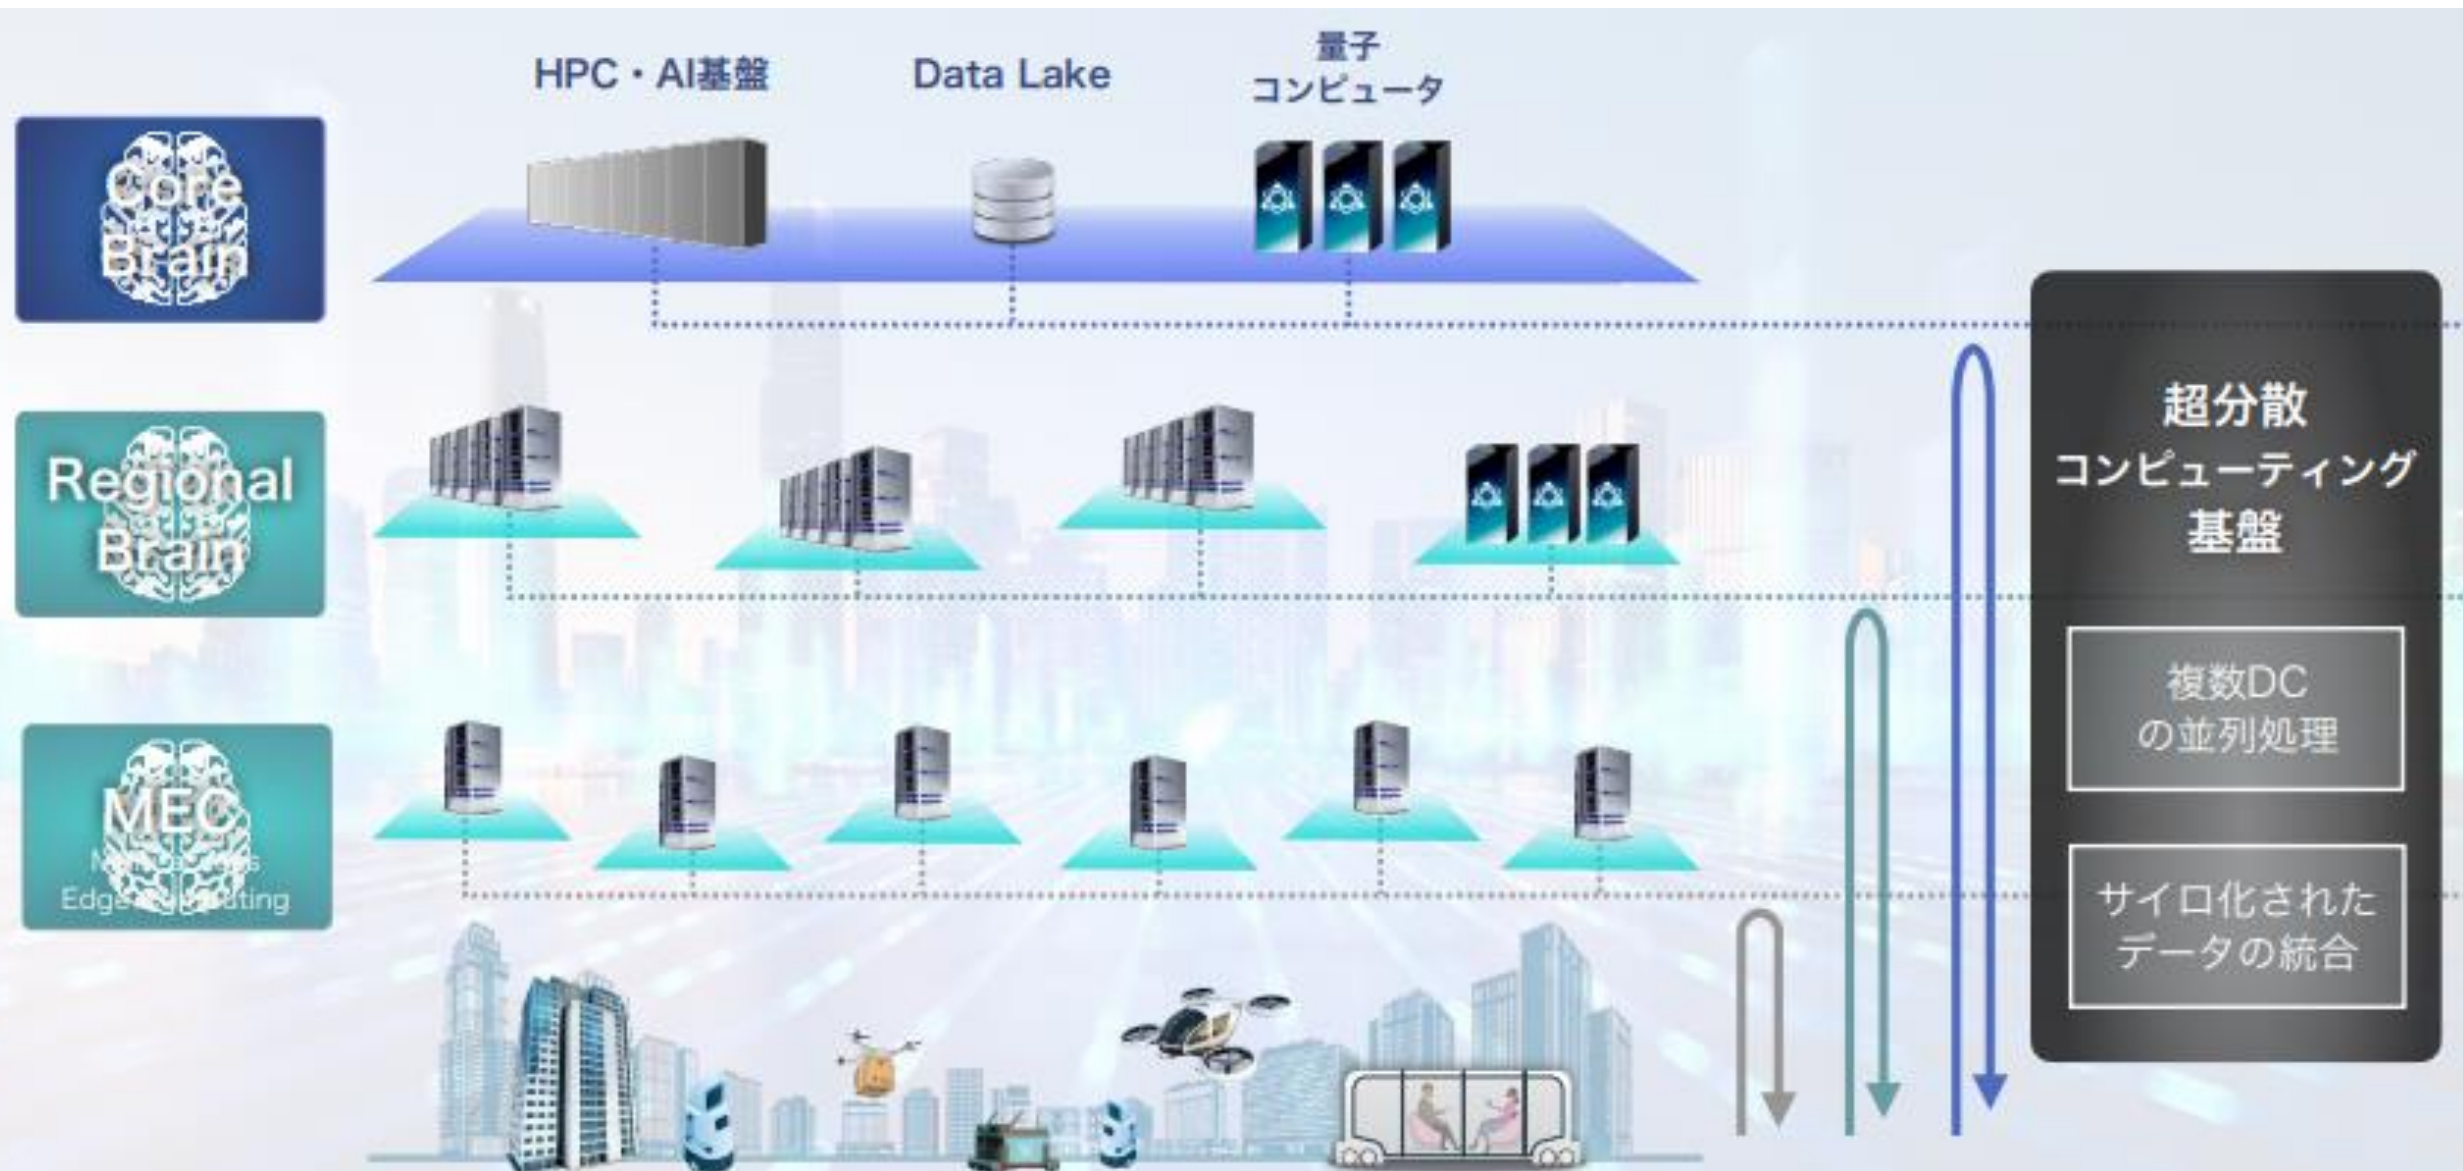 HPC・AI基盤
Data Lake
量子
コンピュータ
Core
Brain
Regional
Brain
MEC
Edge
超分散
コンピューティング
基盤
複数DC
の並列処理
サイロ化された
データの統合